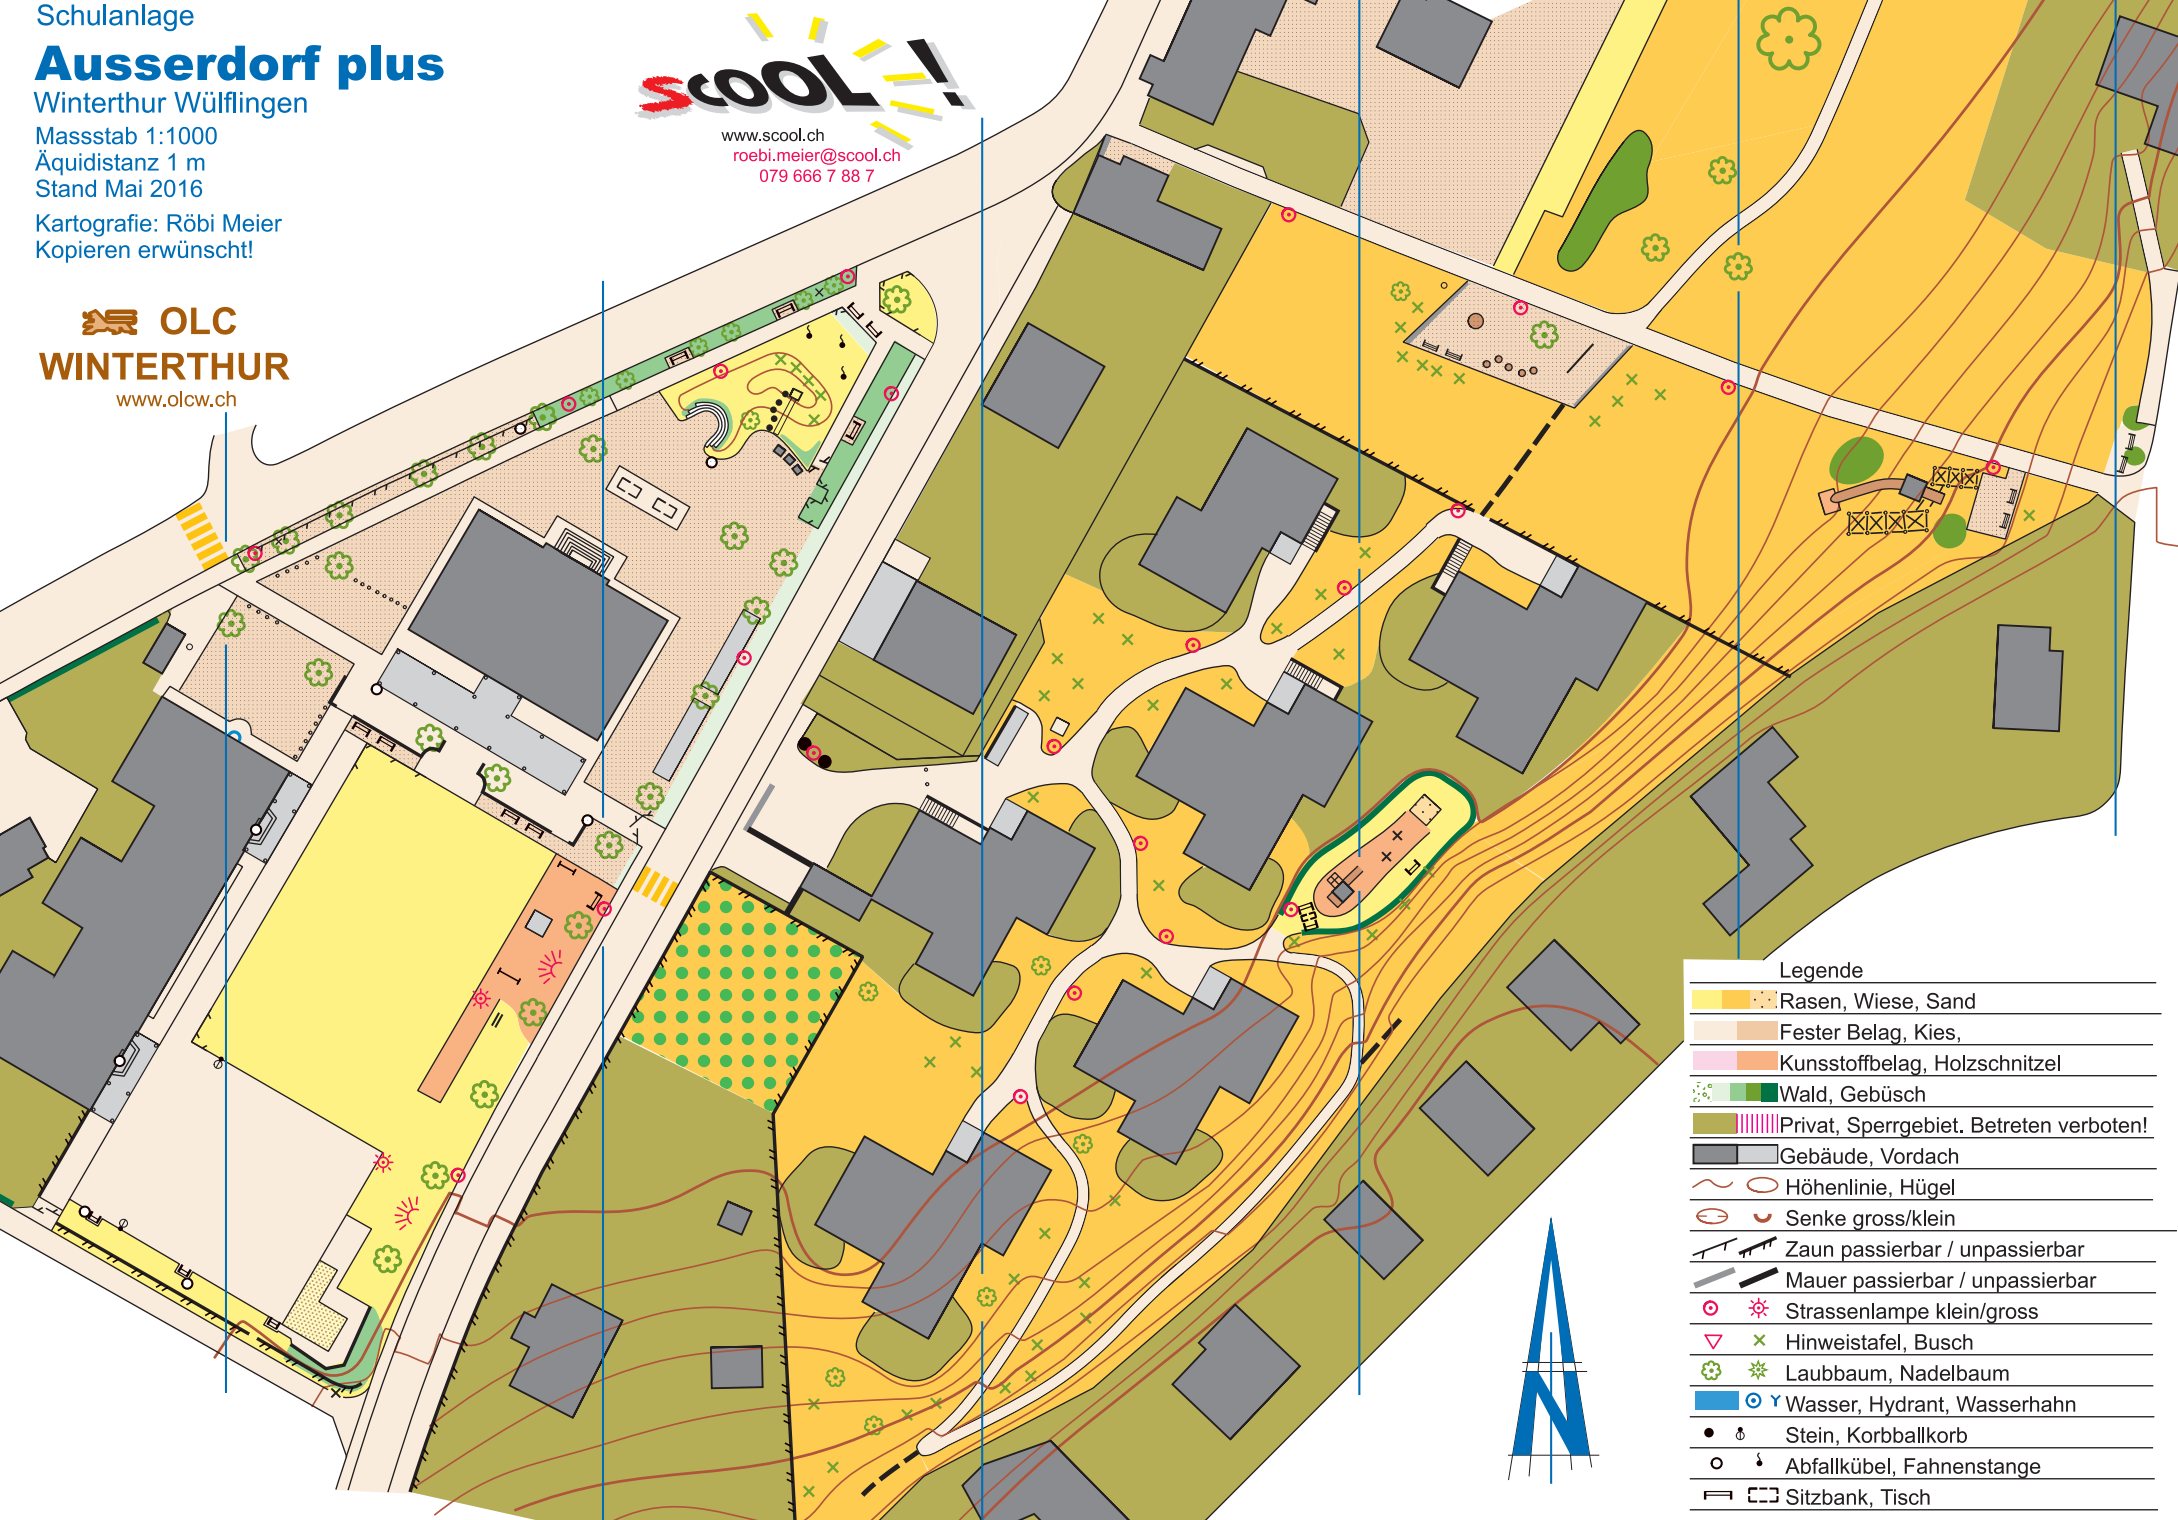 Schulanlage
Ausserdorf plus
Winterthur Wülflingen
Massstab 1:1000
Äquidistanz 1 m
Stand Mai 2016
Kartografie: Röbi Meier
Kopieren erwünscht!
OLC
WINTERTHUR
www.olcw.ch
sCOOL!
www.scool.ch
roebi.meier@scool.ch
079 666 7 88 7
Legende
Rasen, Wiese, Sand
Fester Belag, Kies,
Kunsstoffbelag, Holzschnitzel
Wald, Gebüsch
Privat, Sperrgebiet. Betreten verboten!
Gebäude, Vordach
Höhenlinie, Hügel
Senke gross/klein
Zaun passierbar / unpassierbar
Mauer passierbar / unpassierbar
Strassenlampe klein/gross
Hinweistafel, Busch
Laubbaum, Nadelbaum
Wasser, Hydrant, Wasserhahn
Stein, Korbballkorb
Abfallkübel, Fahnenstange
Sitzbank, Tisch
N